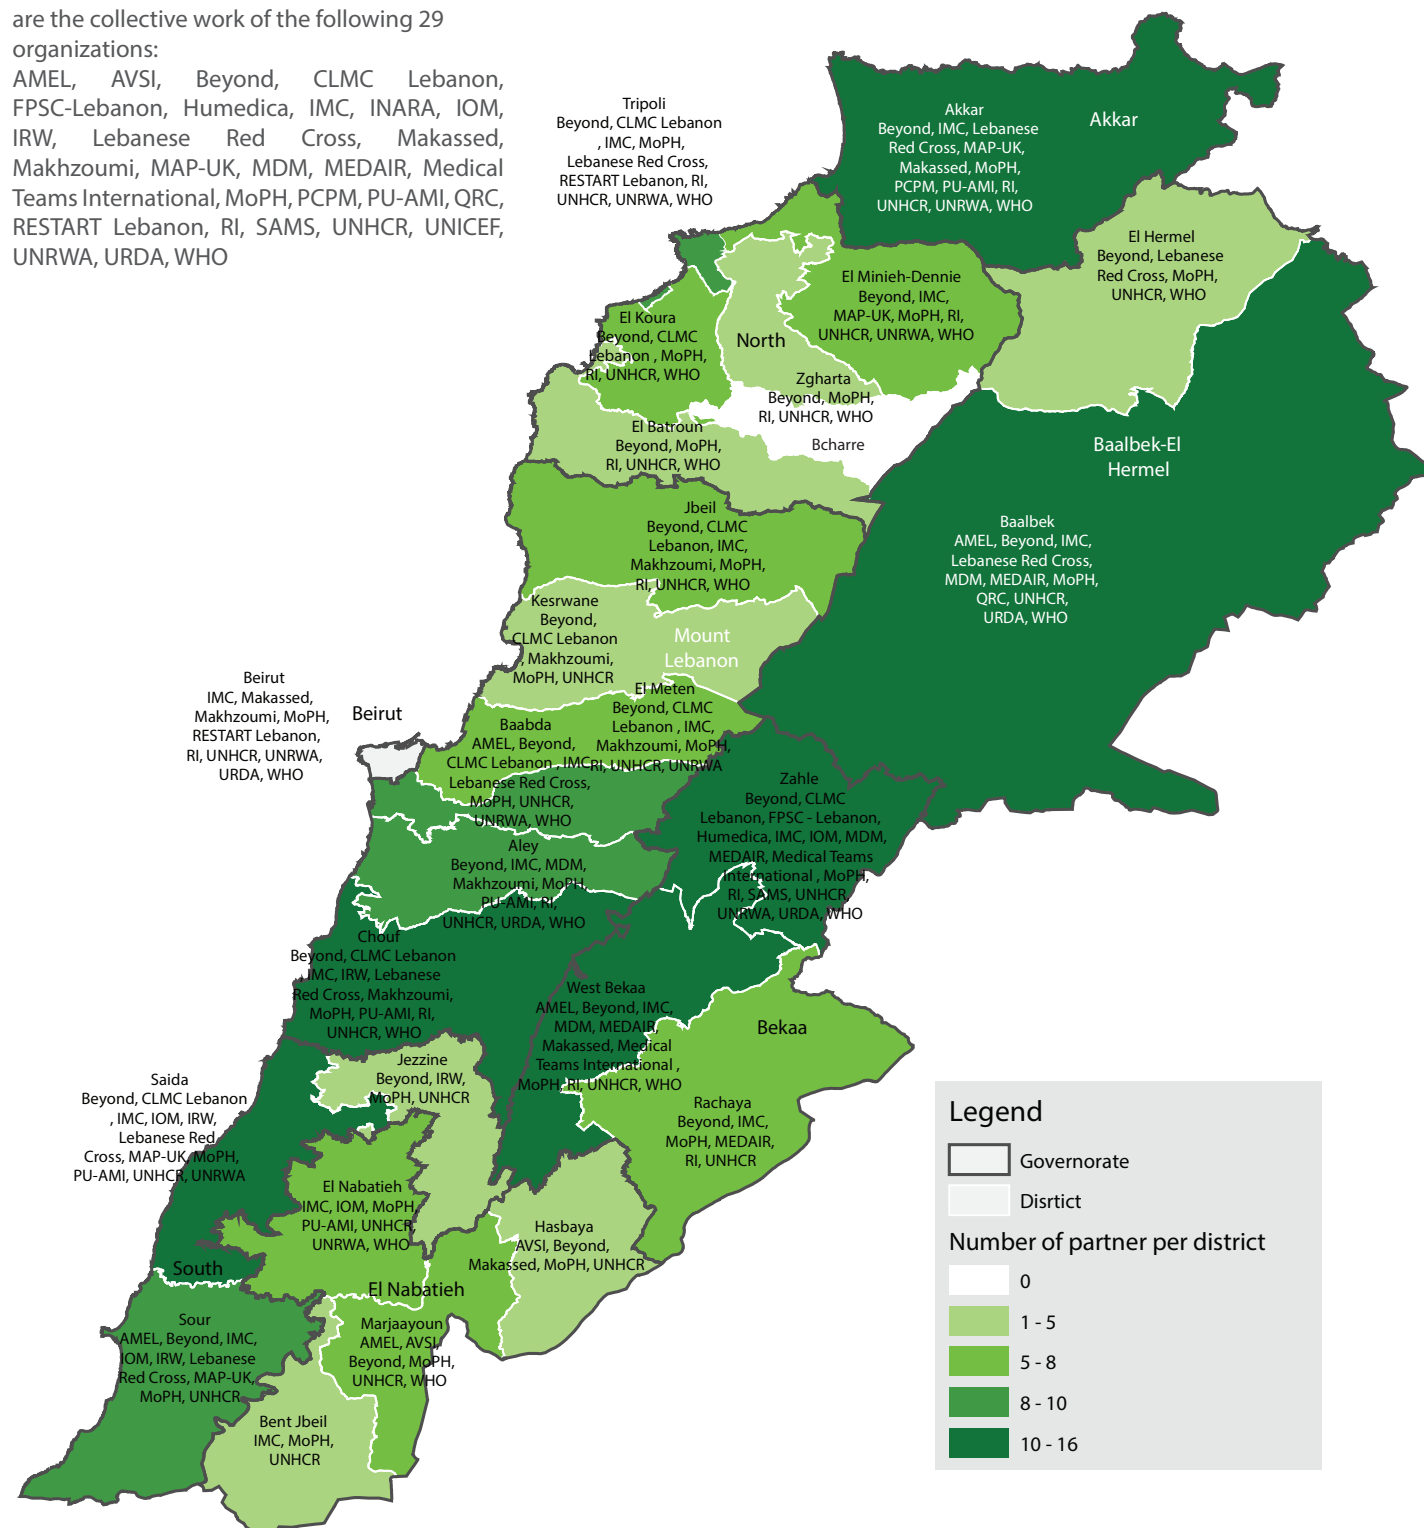 are the collective work of the following 29
organizations:
AMEL, AVSI, Beyond, CLMC Lebanon,
FPSC-Lebanon, Humedica, IMC, INARA, IOM,
IRW, Lebanese Red Cross, Makassed,
Makhzoumi, MAP-UK, MDM, MEDAIR, Medical
Teams International, MoPH, PCPM, PU-AMI, QRC,
RESTART Lebanon, RI, SAMS, UNHCR, UNICEF,
UNRWA, URDA, WHO
Tripoli
Beyond, CLMC Lebanon
, IMC, MoPH,
Lebanese Red Cross,
RESTART Lebanon, RI,
UNHCR, UNRWA, WHO
Akkar
Beyond, IMC, Lebanese
Red Cross, MAP-UK,
Makassed, MoPH,
PCPM, PU-AMI, RI,
UNHCR, UNRWA, WHO
Akkar
El Hermel
Beyond, Lebanese
Red Cross, MoPH,
UNHCR, WHO
El Minieh-Dennie
Beyond, IMC,
MAP-UK, MoPH, RI,
UNHCR, UNRWA, WHO
El Koura
Beyond, CLMC
Lebanon , MoPH,
RI, UNHCR, WHO
North
Zgharta
Beyond, MoPH,
RI, UNHCR, WHO
Bcharre
El Batroun
Beyond, MoPH,
RI, UNHCR, WHO
Baalbek-El
Hermel
Baalbek
AMEL, Beyond, IMC,
Lebanese Red Cross,
MDM, MEDAIR, MoPH,
QRC, UNHCR,
URDA, WHO
Jbeil
Beyond, CLMC
Lebanon, IMC,
Makhzoumi, MoPH,
RI, UNHCR, WHO
Kesrwane
Beyond,
CLMC Lebanon
, Makhzoumi,
MoPH, UNHCR
Mount
Lebanon
Beirut
IMC, Makassed,
Makhzoumi, MoPH,
RESTART Lebanon,
RI, UNHCR, UNRWA,
URDA, WHO
Beirut
El Meten
Beyond, CLMC
Lebanon , IMC,
Makhzoumi, MoPH,
RI, UNHCR, UNRWA
Baabda
AMEL, Beyond,
CLMC Lebanon , IMC
Lebanese Red Cross,
MoPH, UNHCR,
UNRWA, WHO
Zahle
Beyond, CLMC
Lebanon, FPSC - Lebanon,
Humedica, IMC, IOM, MDM,
MEDAIR, Medical Teams
International , MoPH,
RI, SAMS, UNHCR,
UNRWA, URDA, WHO
Aley
Beyond, IMC, MDM,
Makhzoumi, MoPH,
PU-AMI, RI,
UNHCR, URDA, WHO
Chouf
Beyond, CLMC Lebanon
, IMC, IRW, Lebanese
Red Cross, Makhzoumi,
MoPH, PU-AMI, RI,
UNHCR, WHO
West Bekaa
AMEL, Beyond, IMC,
MDM, MEDAIR,
Makassed, Medical
Teams International ,
MoPH, RI, UNHCR, WHO
Bekaa
Jezzine
Beyond, IRW,
MoPH, UNHCR
Saida
Beyond, CLMC Lebanon
, IMC, IOM, IRW,
Lebanese Red
Cross, MAP-UK, MoPH,
PU-AMI, UNHCR, UNRWA
Rachaya
Beyond, IMC,
MoPH, MEDAIR,
RI, UNHCR
El Nabatieh
IMC, IOM, MoPH,
PU-AMI, UNHCR,
UNRWA, WHO
Hasbaya
AVSI, Beyond,
Makassed, MoPH, UNHCR
South
El Nabatieh
Sour
AMEL, Beyond, IMC,
IOM, IRW, Lebanese
Red Cross, MAP-UK,
MoPH, UNHCR
Marjaayoun
AMEL, AVSI,
Beyond, MoPH,
UNHCR, WHO
Bent Jbeil
IMC, MoPH,
UNHCR
Legend
Governorate
Disrtict
Number of partner per district
0
1 - 5
5 - 8
8 - 10
10 - 16